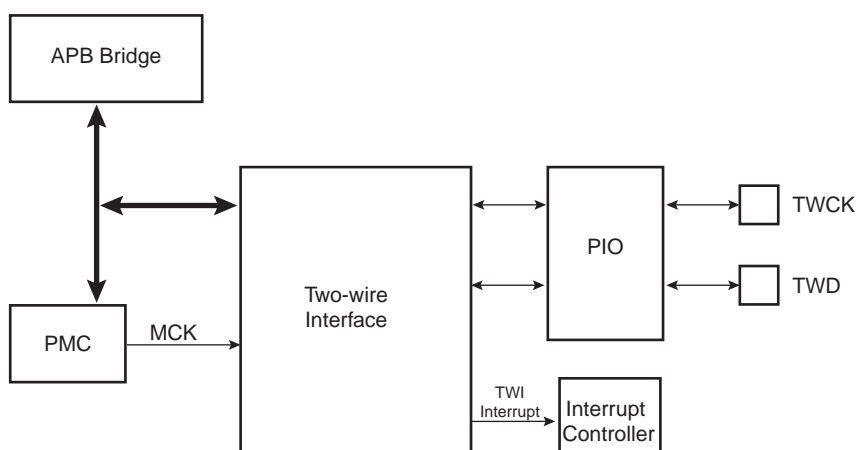 APB Bridge
TWCK
PIO
TWD
Two-wire
Interface
PMC
MCK
TWI
Interrupt
Interrupt
Controller